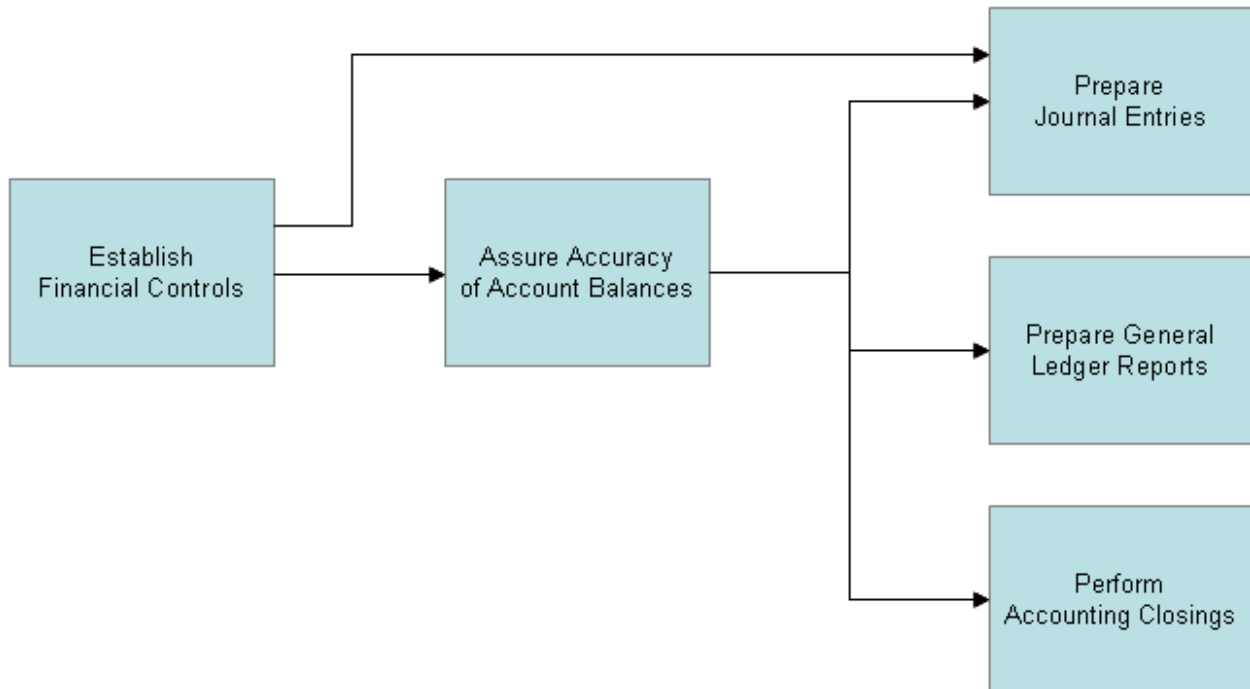 Prepare
Journal Entries
Establish
Financial Controls
Assure Accuracy
of Account Balances
Prepare General
Ledger Reports
Perform
Accounting Closings